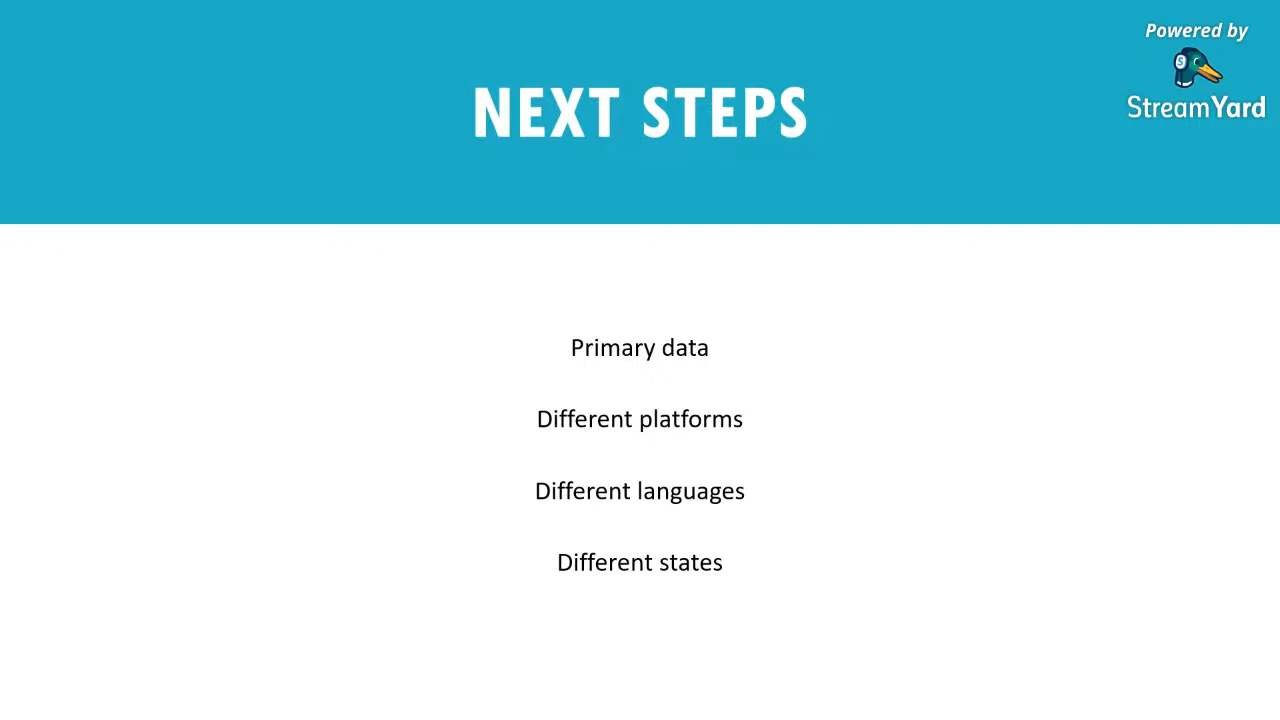 Powered by
StreamYard
NEXT STEPS
Primary data
Different platforms
Different languages
Different states